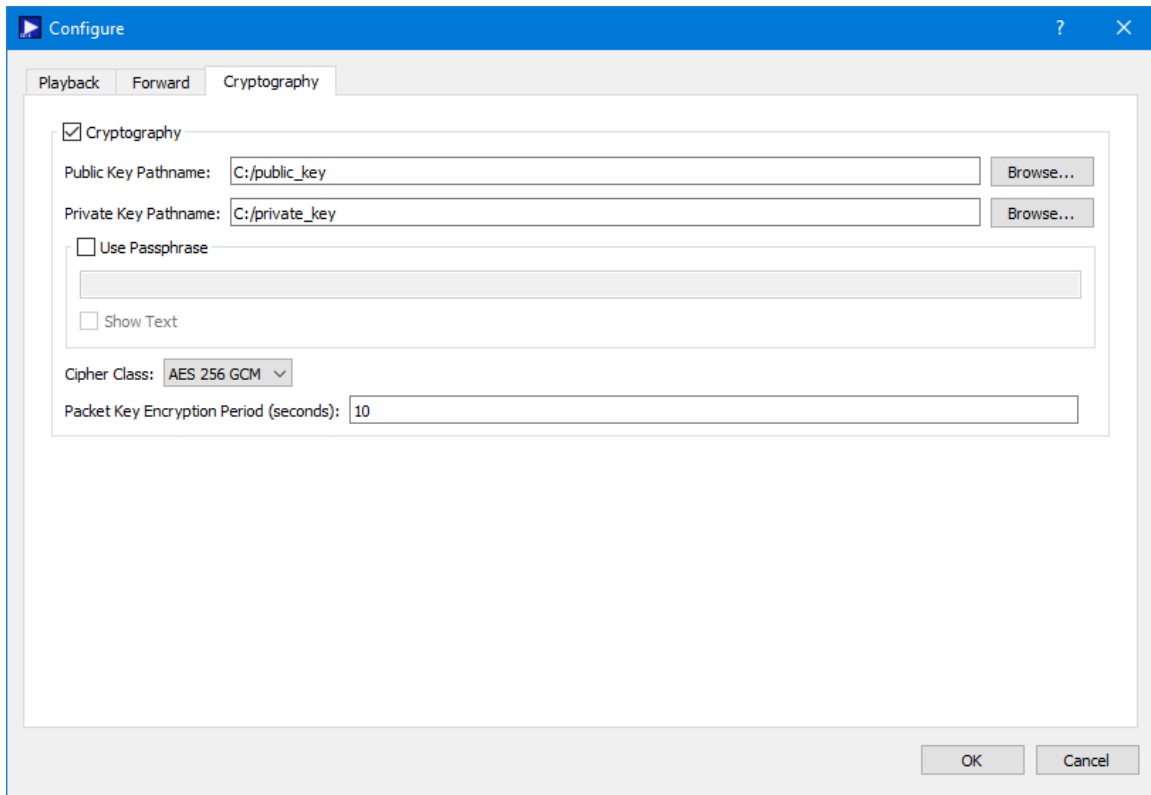 Configure ?
Playback Forward Cryptography
Cryptography
Public Key Pathname: C:/public_key Browse...
Private Key Pathname: C:/private_key Browse...
Use Passphrase
Show Text
Cipher Class: AES 256 GCM
Packet Key Encryption Period (seconds): 10
OK Cancel